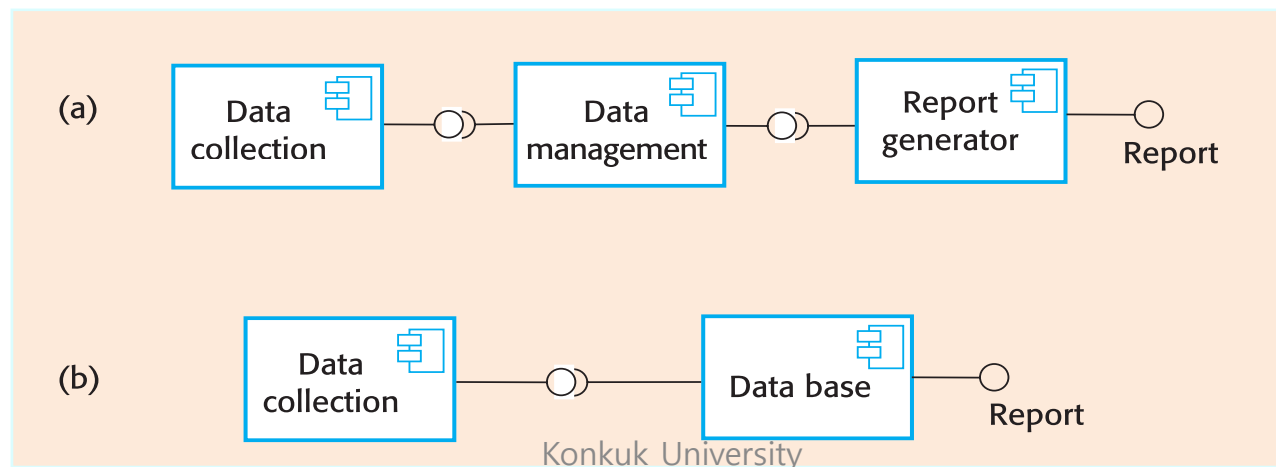 (a)
Data
collection
Data
management
Report
generator
Report
(b)
Data
collection
Data base
Report
Konkuk University